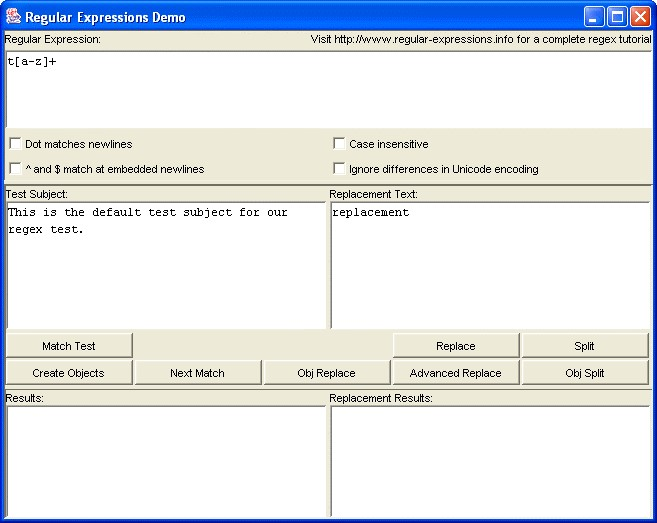 Regular Expressions Demo
Regular Expression: Visit http://www.regular-expressions.info for a complete regex tutorial
t[a-z]+
Dot matches newlines Case insensitive
^ and $ match at embedded newlines Ignore differences in Unicode encoding
Test Subject: Replacement Text:
This is the default test subject for our replacement
regex test.
Match Test Replace Split
Create Objects Next Match Obj Replace Advanced Replace Obj Split
Results: Replacement Results: